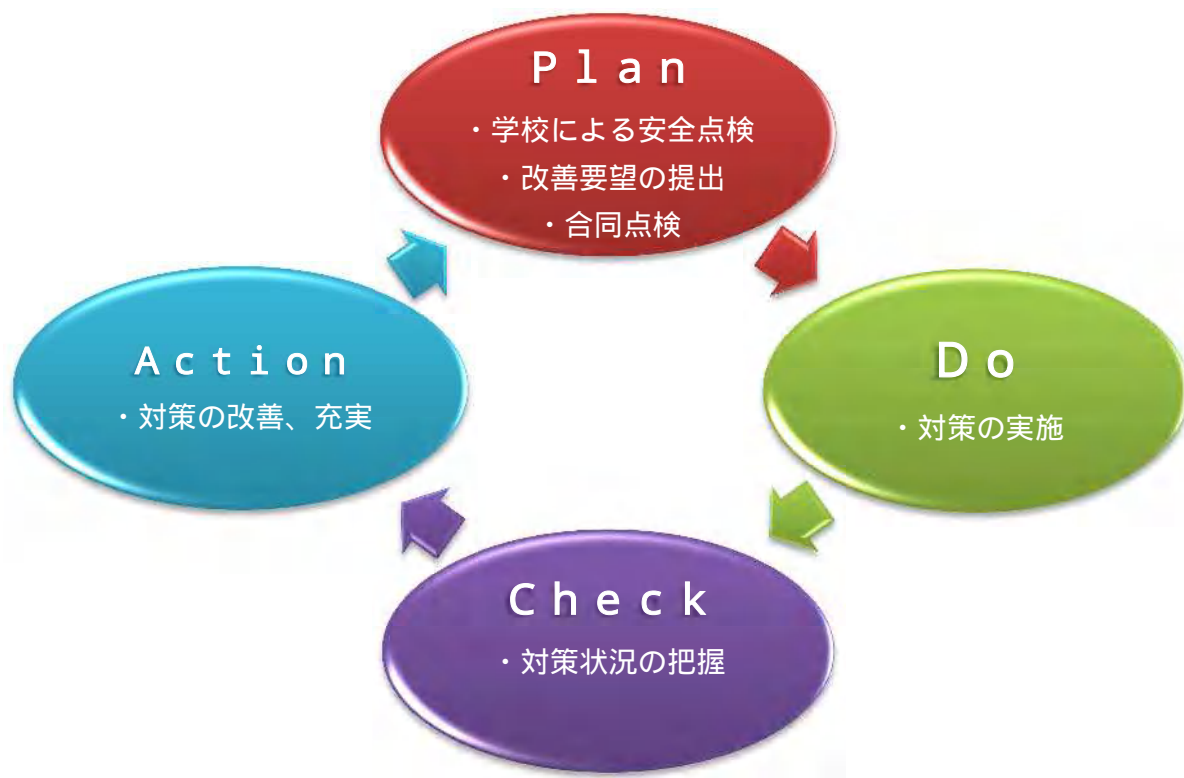 Ｐｌａｎ
・学校による安全点検
・改善要望の提出
・合同点検
Ｄｏ
・対策の実施
Ｃｈｅｃｋ
・対策状況の把握
Ａｃｔｉｏｎ
・対策の改善、充実